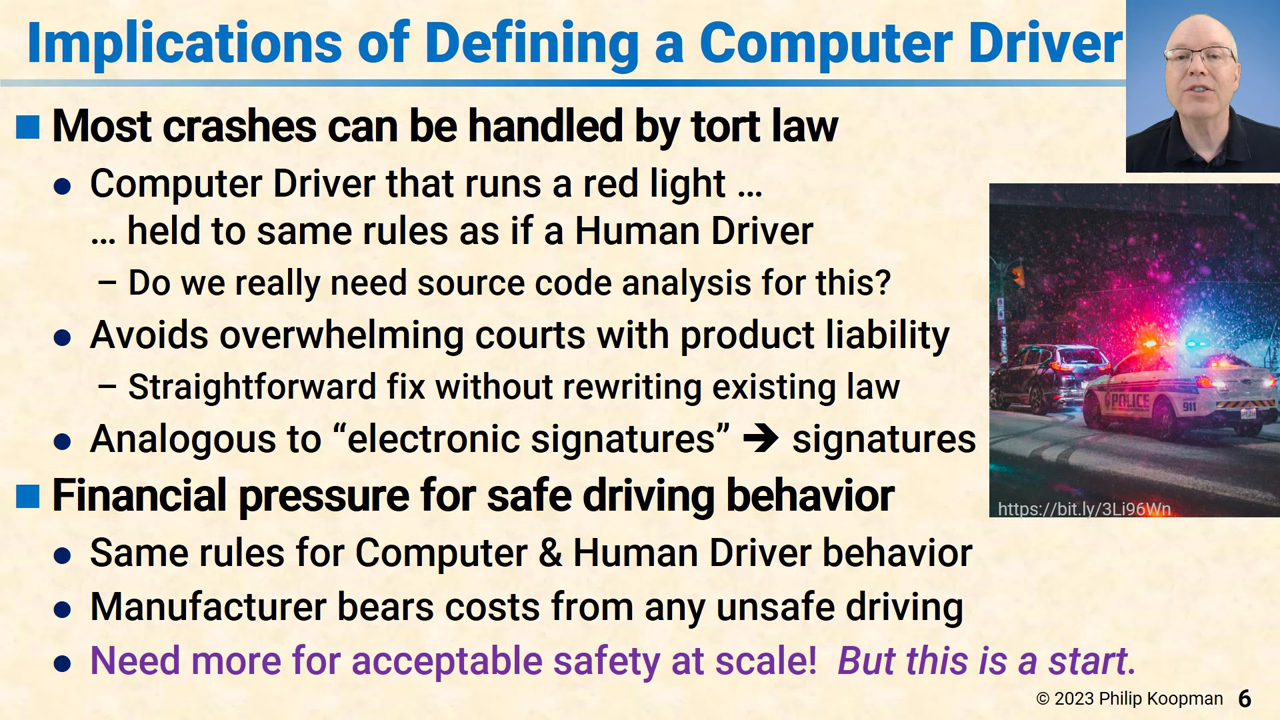 Implications of Defining a Computer Driver
Most crashes can be handled by tort law
Computer Driver that runs a red light …
… held to same rules as if a Human Driver
– Do we really need source code analysis for this?
Avoids overwhelming courts with product liability
– Straightforward fix without rewriting existing law
Analogous to “electronic signatures” ➔ signatures
Financial pressure for safe driving behavior
Same rules for Computer & Human Driver behavior
Manufacturer bears costs from any unsafe driving
Need more for acceptable safety at scale! But this is a start.
POLICE
911
https://bit.ly/3Li96Wn
© 2023 Philip Koopman 6